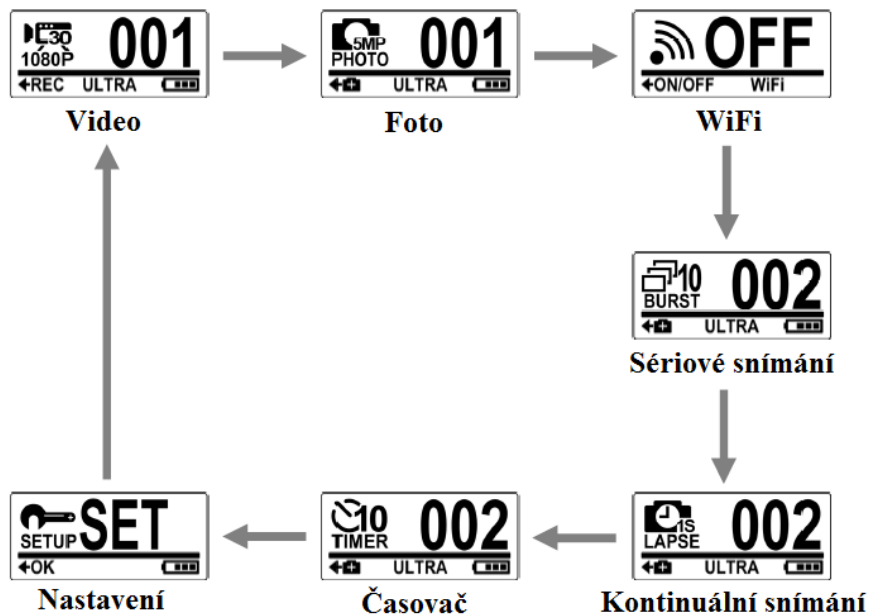 30
1080P
001
REC ULTRA
Video
5MP
PHOTO
001
ULTRA
Foto
OFF
ON/OFF WiFi
WiFi
10
BURST
002
ULTRA
Sériové snímání
SETUP
SET
OK
Nastavení
10
TIMER
002
ULTRA
Časovač
1S
LAPSE
002
ULTRA
Kontinuální snímání